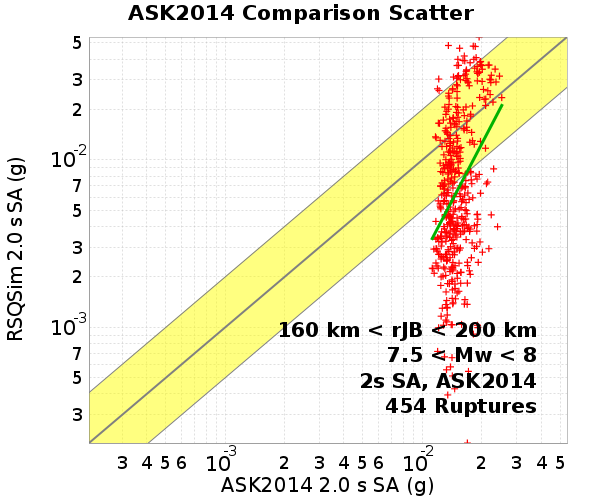 ASK2014 Comparison Scatter
RSQSim 2.0 s SA (g)
5
3
2
10-2
7
5
3
2
10-3
7
5
3
160 km < rJB < 200 km
7.5 < Mw < 8
2s SA, ASK2014
454 Ruptures
3 4 5 6 10-3 2 3 4 5 6 10-2 2 3 4 5
ASK2014 2.0 s SA (g)